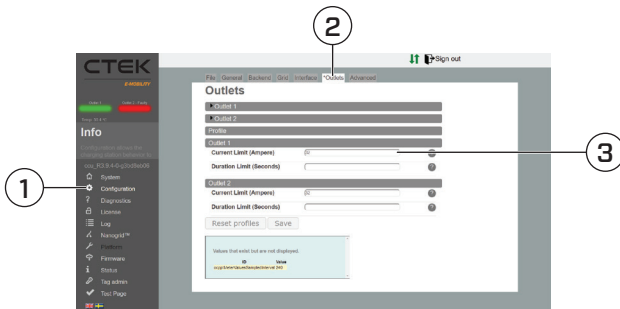 2
Sign out
CTEK
E-MOBILITY
File General Backend Grid Interface *Outlets Advanced
Outlets
Outlet 1
Outlet 2
Profile
Outlet 1
Current Limit (Ampere)
Duration Limit (Seconds)
Outlet 2
Current Limit (Ampere)
Duration Limit (Seconds)
Reset profiles Save
Values that exist but are not displayed.
ID Value
3
Info
1
System
Configuration
Diagnostics
License
Log
Nanogrid™
Platform
Firmware
Status
Tag admin
Test Page